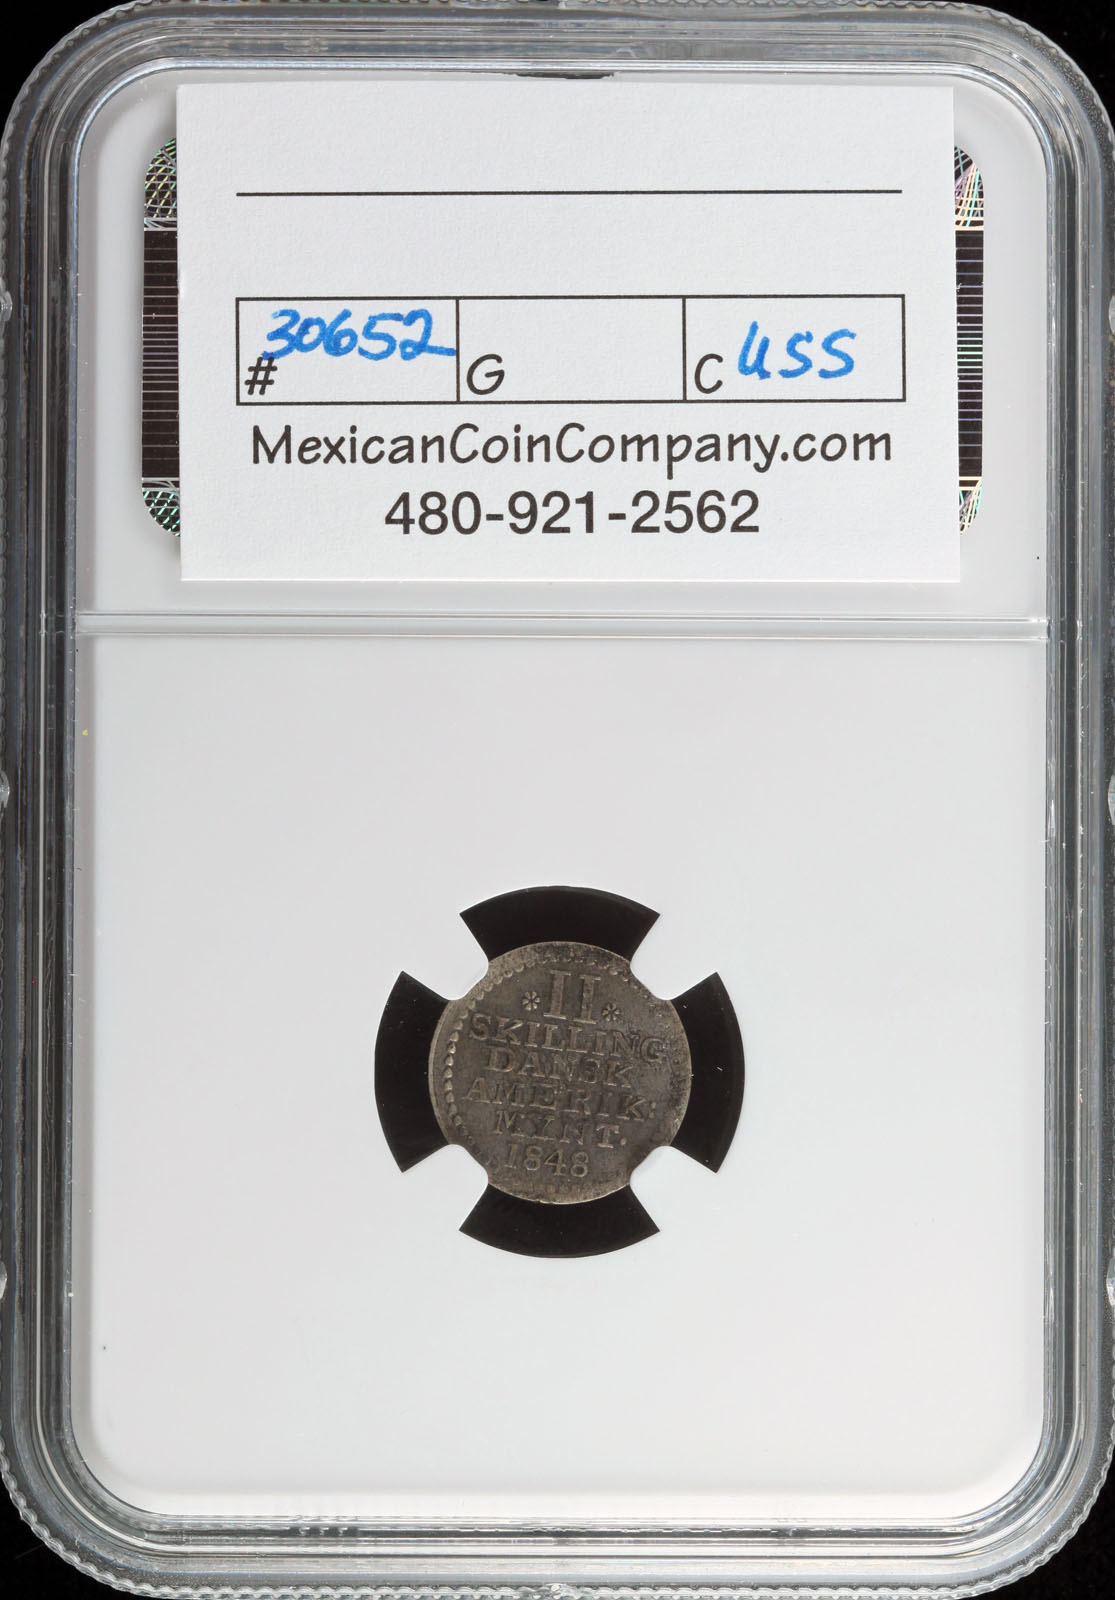 # 30652 G C USS
MexicanCoinCompany.com
480-921-2562
* II *
SKILLING
DANSK
AMERIK:
MYNT.
1848